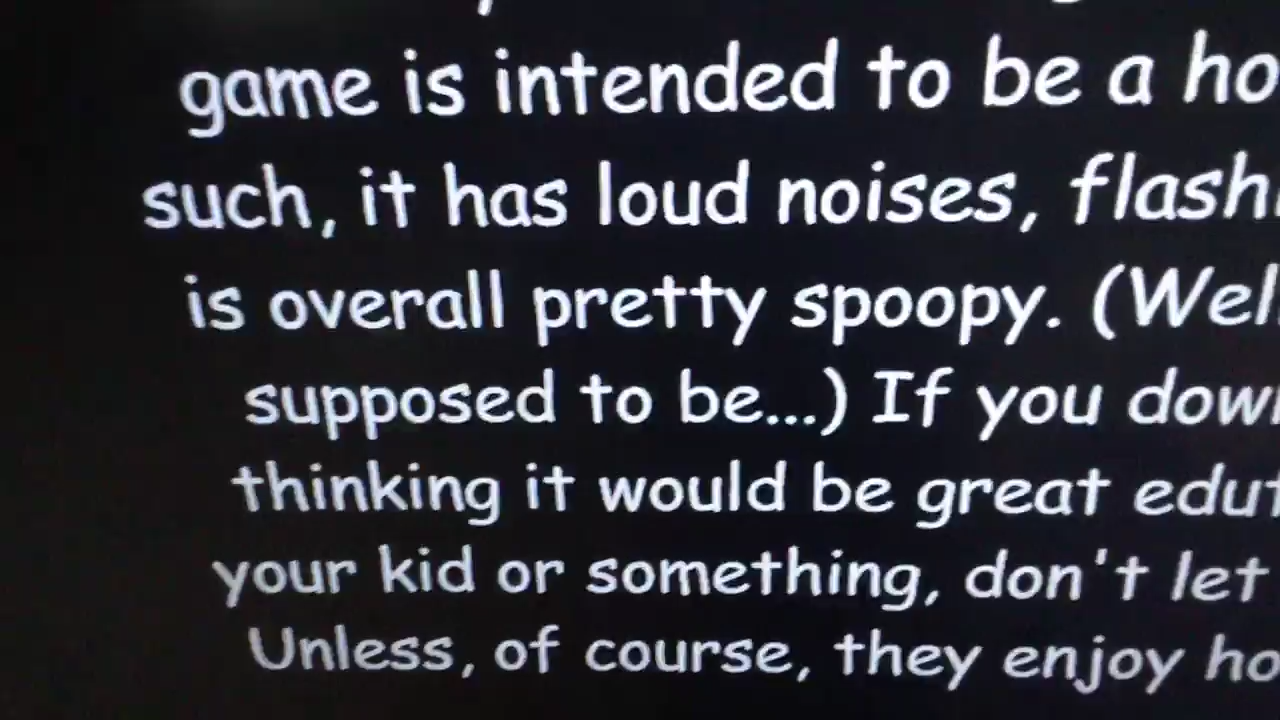 game is intended to be a ho
such, it has loud noises, flash
is overall pretty spoopy. (Wel
supposed to be...) If you dow
thinking it would be great edut
your kid or something, don't let
Unless, of course, they enjoy ho